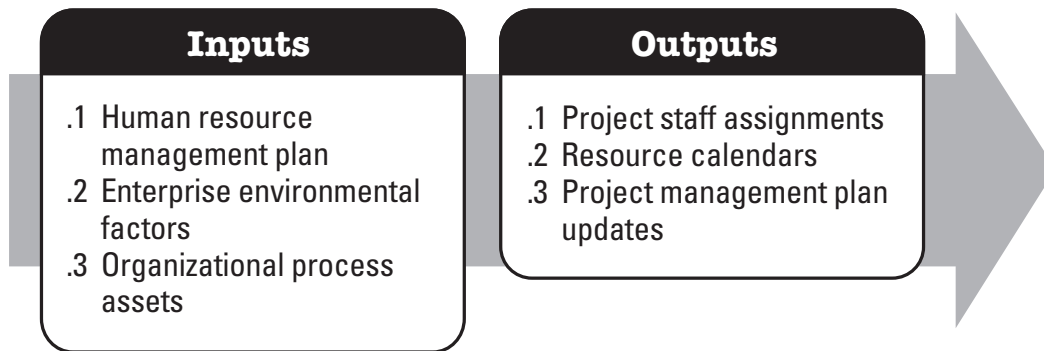 Inputs
.1 Human resource
management plan
.2 Enterprise environmental
factors
.3 Organizational process
assets
Outputs
.1 Project staff assignments
.2 Resource calendars
.3 Project management plan
updates